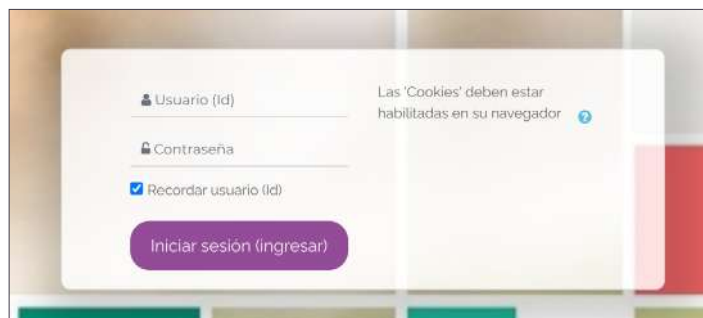 Usuario (Id)
Contraseña
Recordar usuario (Id)
Iniciar sesión (ingresar)
Las 'Cookies' deben estar
habilitadas en su navegador